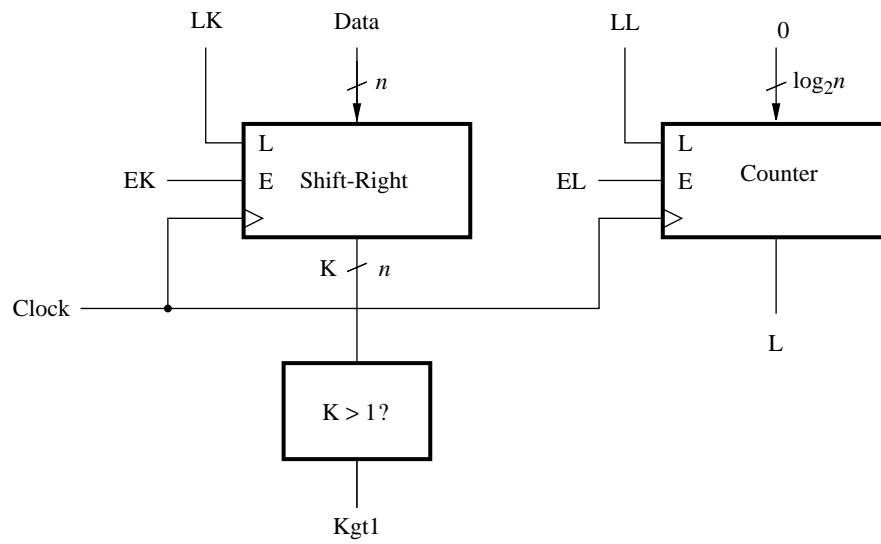 LK Data LL 0
n log2n
L L
EK E Shift-Right EL E Counter
K n
Clock
L
K > 1?
Kgt1